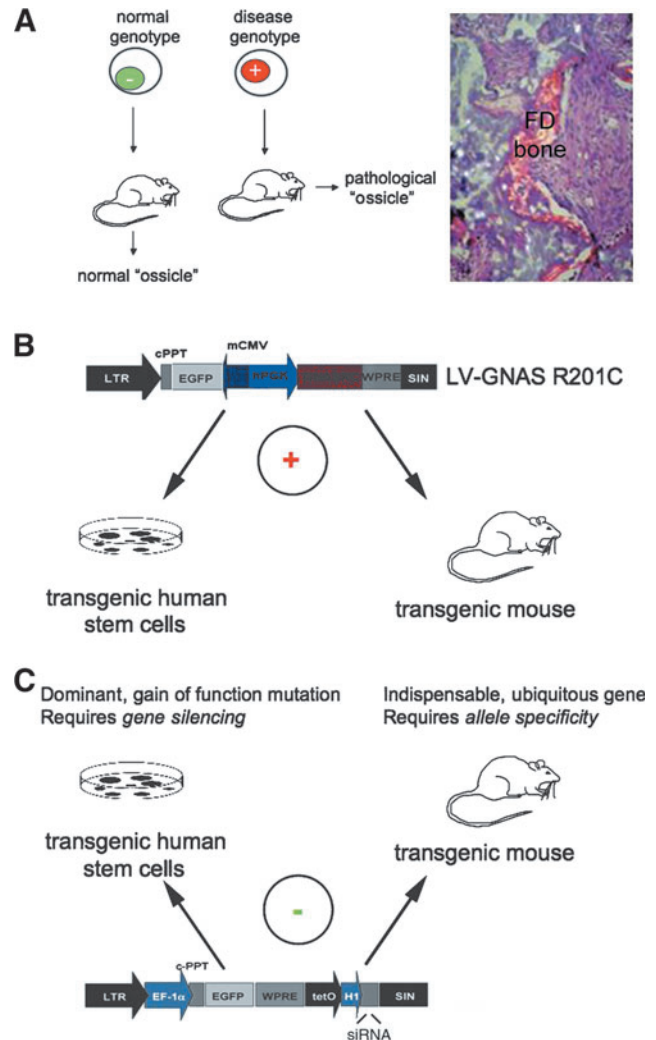 A
normal genotype
disease genotype
-
+
pathological "ossicle"
normal "ossicle"
FD bone
B
cPPT
mCMV
LTR
EGFP
WPRE
SIN
LV-GNAS R201C
+
transgenic human stem cells
transgenic mouse
C
Dominant, gain of function mutation
Requires gene silencing
Indispensable, ubiquitous gene
Requires allele specificity
transgenic human stem cells
transgenic mouse
-
c-PPT
LTR
EF-1α
EGFP
WPRE
tetO
H1
SIN
siRNA